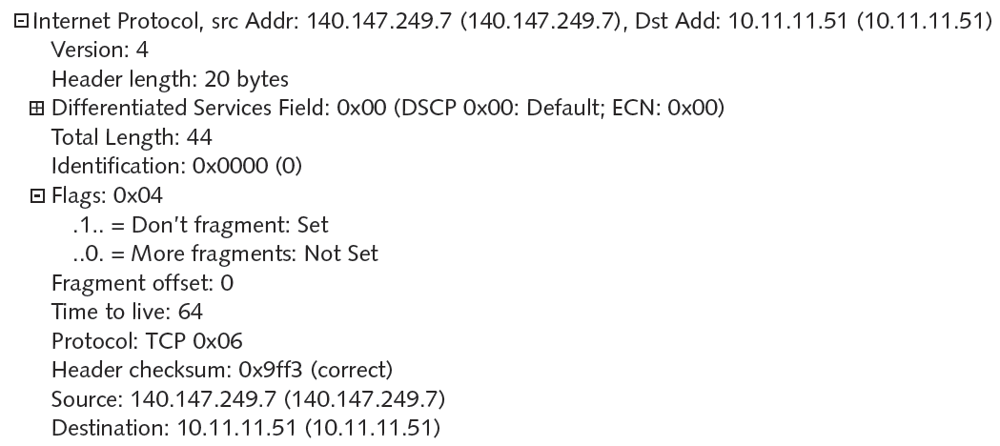 Internet Protocol, src Addr: 140.147.249.7 (140.147.249.7), Dst Add: 10.11.11.51 (10.11.11.51)
Version: 4
Header length: 20 bytes
Differentiated Services Field: 0x00 (DSCP 0x00: Default; ECN: 0x00)
Total Length: 44
Identification: 0x0000 (0)
Flags: 0x04
.1.. = Don't fragment: Set
..0. = More fragments: Not Set
Fragment offset: 0
Time to live: 64
Protocol: TCP 0x06
Header checksum: 0x9ff3 (correct)
Source: 140.147.249.7 (140.147.249.7)
Destination: 10.11.11.51 (10.11.11.51)